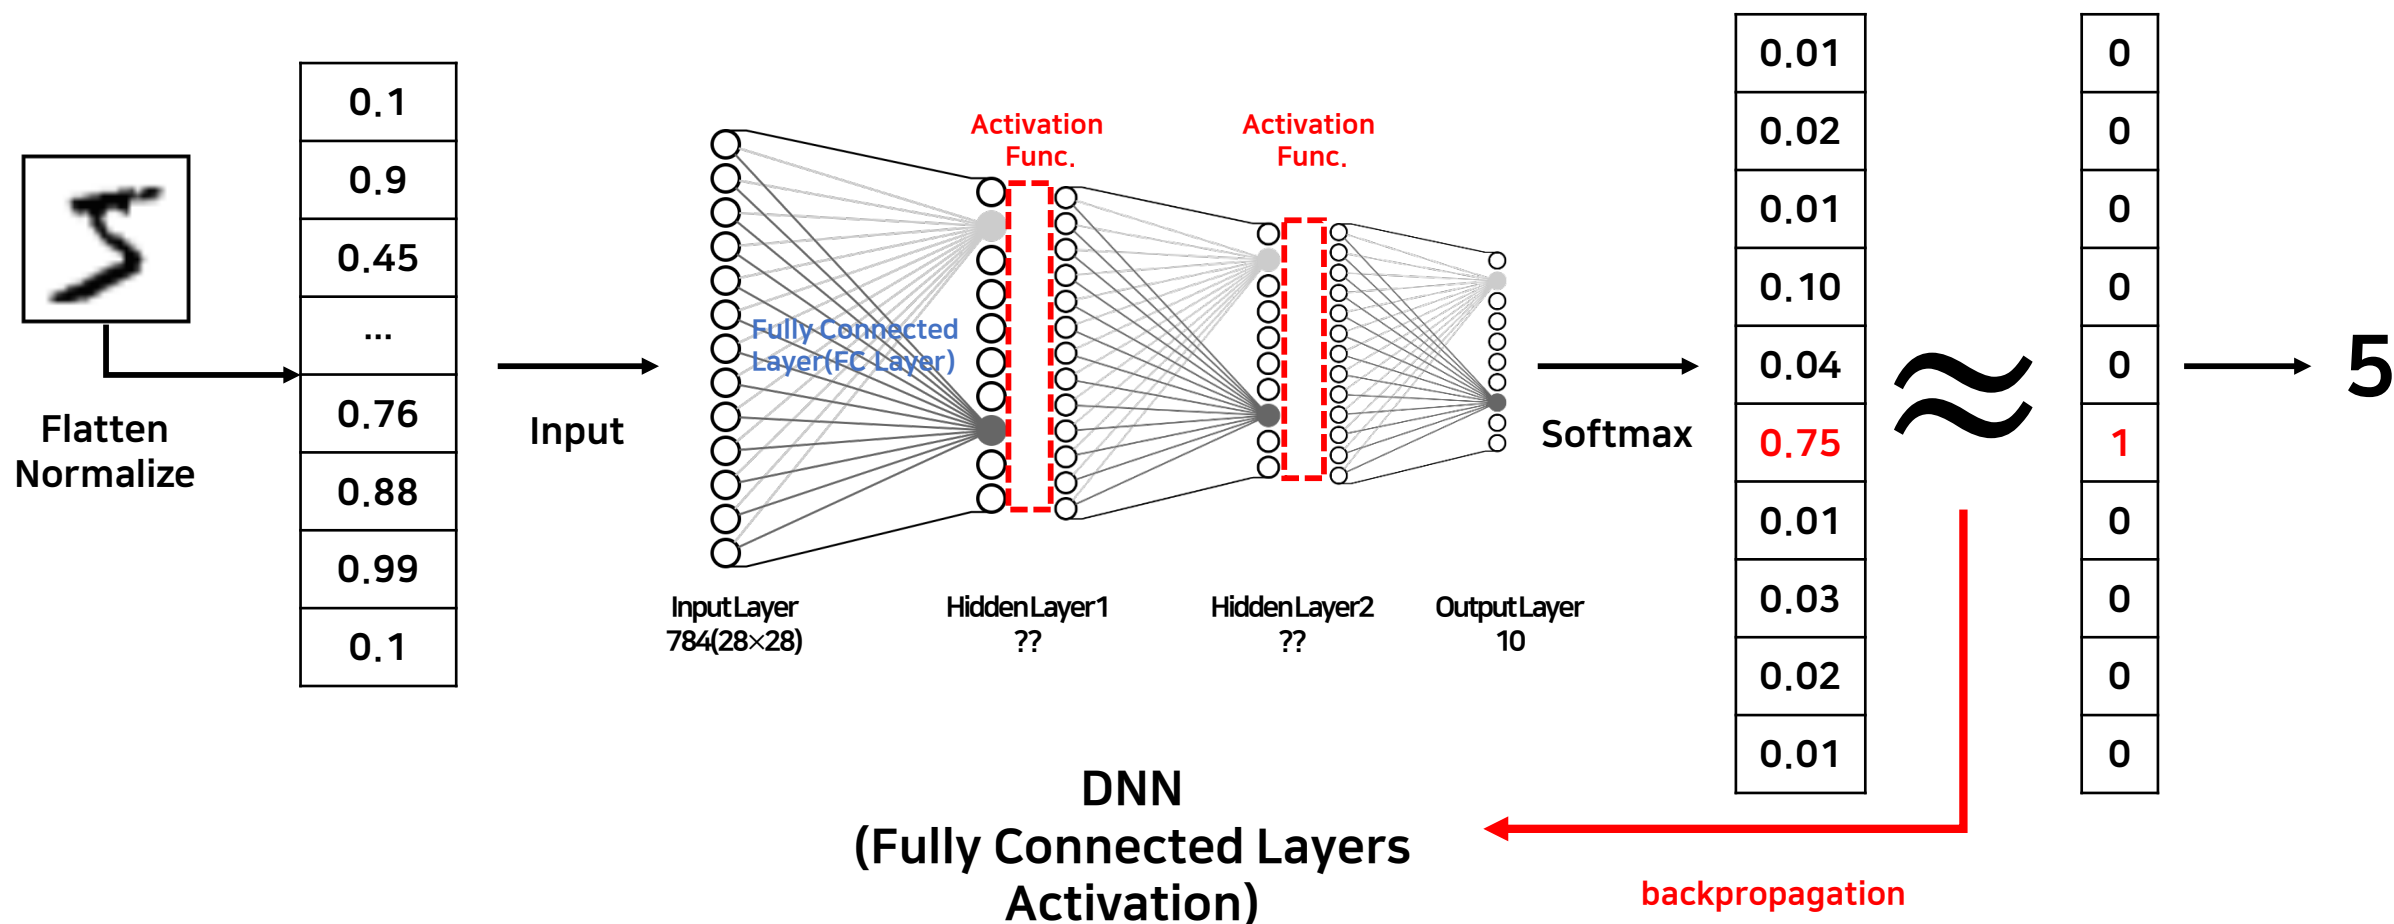 Flatten
Normalize
0.1
0.9
0.45
...
0.76
0.88
0.99
0.1
Input
Activation
Func.
Activation
Func.
Fully Connected
Layer(FC Layer)
Input Layer
784(28×28)
Hidden Layer1
??
Hidden Layer2
??
Output Layer
10
Softmax
0.01
0.02
0.01
0.10
0.04
0.75
0.01
0.03
0.02
0.01
≈
0
0
0
0
0
1
0
0
0
0
5
DNN
(Fully Connected Layers
Activation)
backpropagation